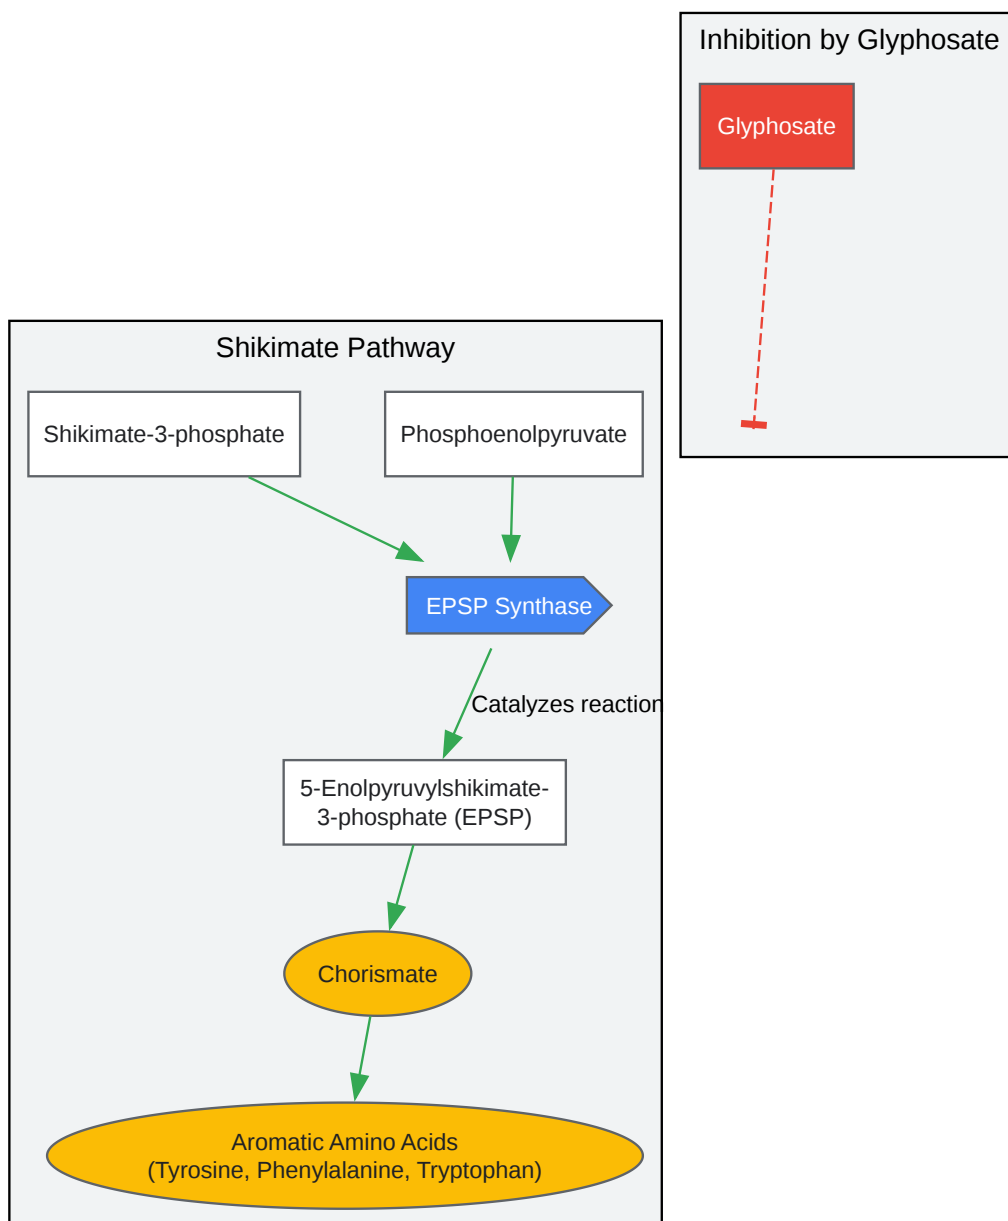 Inhibition by Glyphosate
Glyphosate
Shikimate Pathway
Shikimate-3-phosphate
Phosphoenolpyruvate
EPSP Synthase
Catalyzes reaction
5-Enolpyruvylshikimate-
3-phosphate (EPSP)
Chorismate
Aromatic Amino Acids
(Tyrosine, Phenylalanine, Tryptophan)